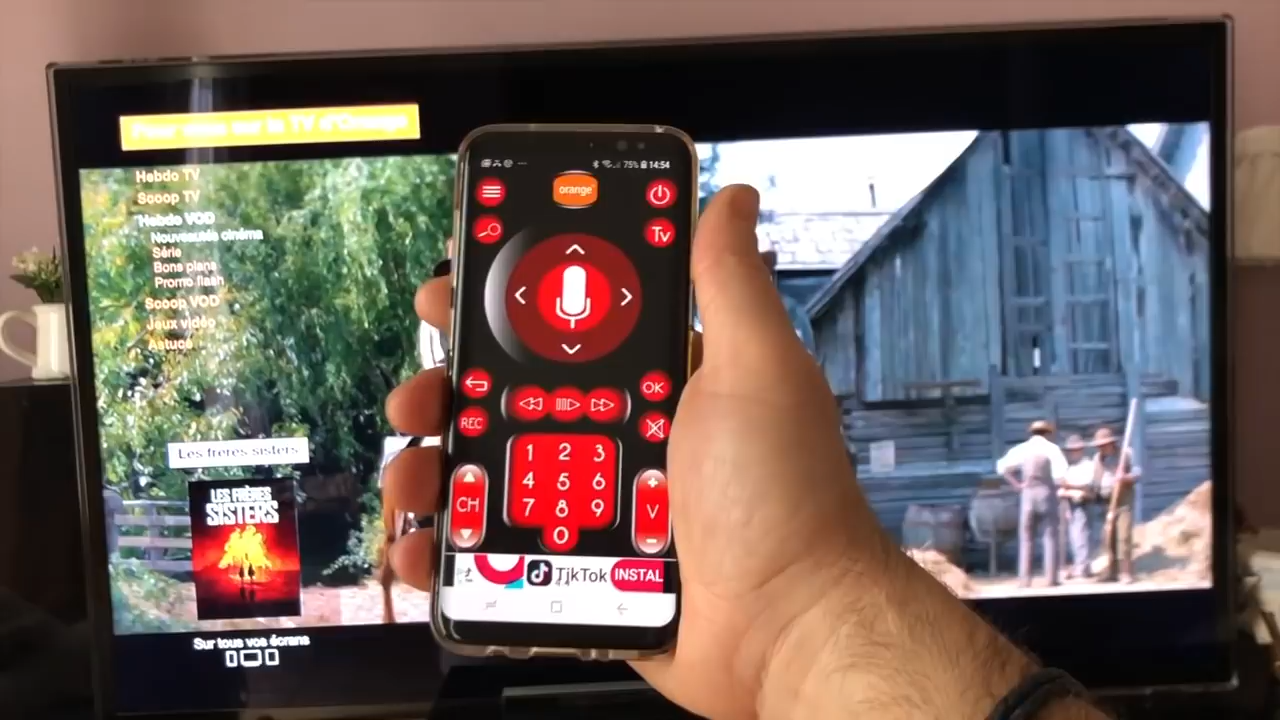 Pour vous sur la TV d'Orange
Hebdo TV
Scoop TV
Hebdo VOD
Nouveautés cinéma
Série
Bons plans
Promo flash
Scoop VOD
Jeux vidéo
Astuce
Les frères sisters
LES FRÈRES
SISTERS
Sur tous vos écrans
75% 14:54
orange
Tv
OK
REC
1 2 3
4 5 6
7 8 9
0
CH
+
V
-
TikTok INSTAL